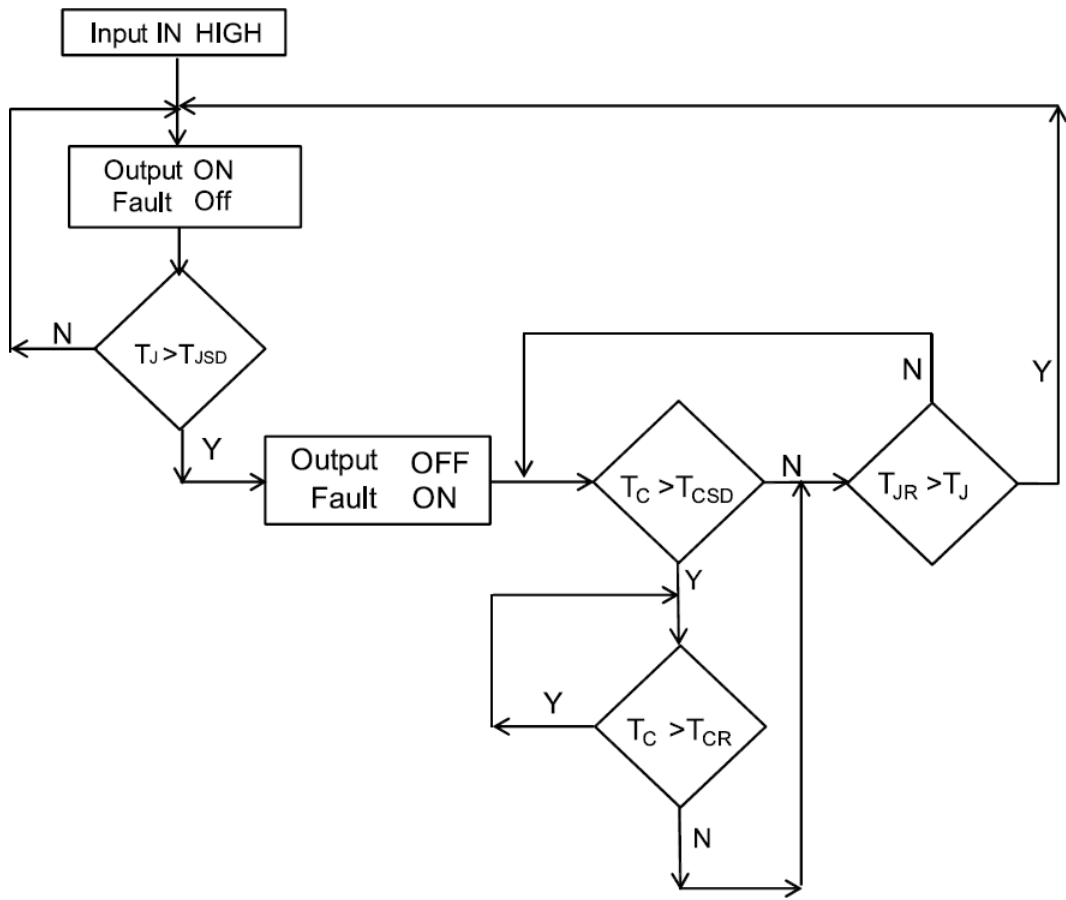 Input IN HIGH
Output ON
Fault Off
N
TJ >TJSD
Y
Output OFF
Fault ON
TC >TCSD
N
TJR >TJ
N
Y
Y
Y
TC >TCR
N